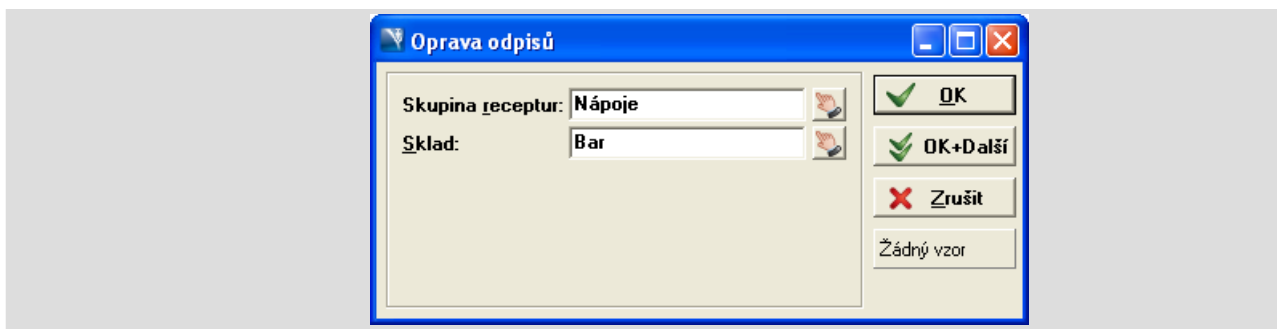 Oprava odpisů
Skupina receptur: Nápoje
Sklad: Bar
OK
OK+Další
Zrušit
Žádný vzor